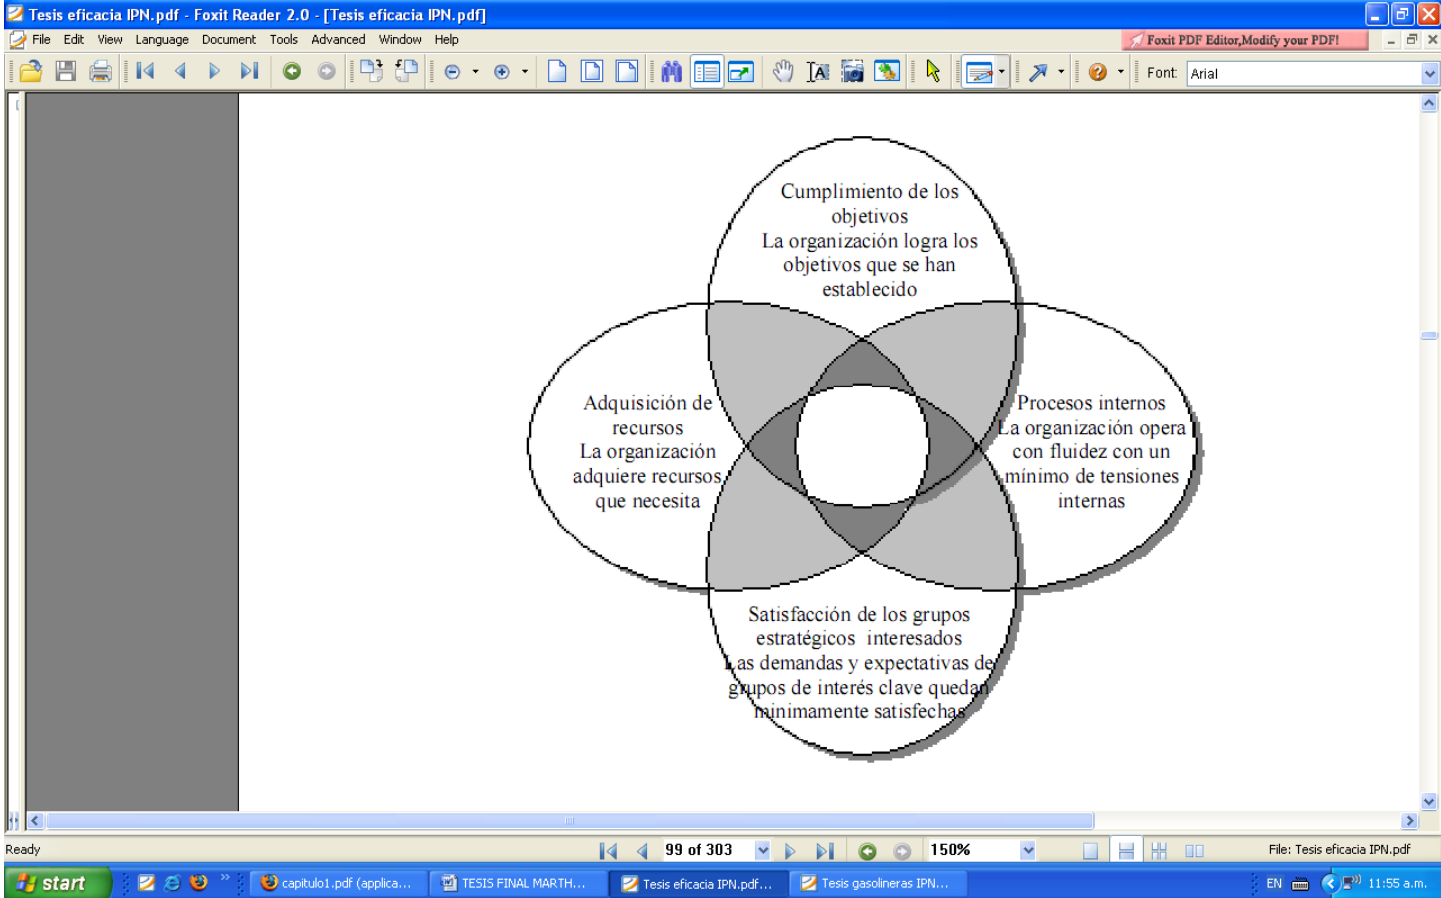 Tesis eficacia IPN.pdf - Foxit Reader 2.0 - [Tesis eficacia IPN.pdf]
File Edit View Language Document Tools Advanced Window Help
Foxit PDF Editor,Modify your PDF!
Font: Arial
Cumplimiento de los
objetivos
La organización logra los
objetivos que se han
establecido
Adquisición de
recursos
La organización
adquiere recursos
que necesita
Procesos internos
La organización opera
con fluidez con un
mínimo de tensiones
internas
Satisfacción de los grupos
estratégicos interesados
Las demandas y expectativas de
grupos de interés clave quedan
minimamente satisfechas
Ready
99 of 303
150%
File: Tesis eficacia IPN.pdf
start
capitulo1.pdf (applica...
TESIS FINAL MARTH...
Tesis eficacia IPN.pdf...
Tesis gasolineras IPN...
EN
11:55 a.m.